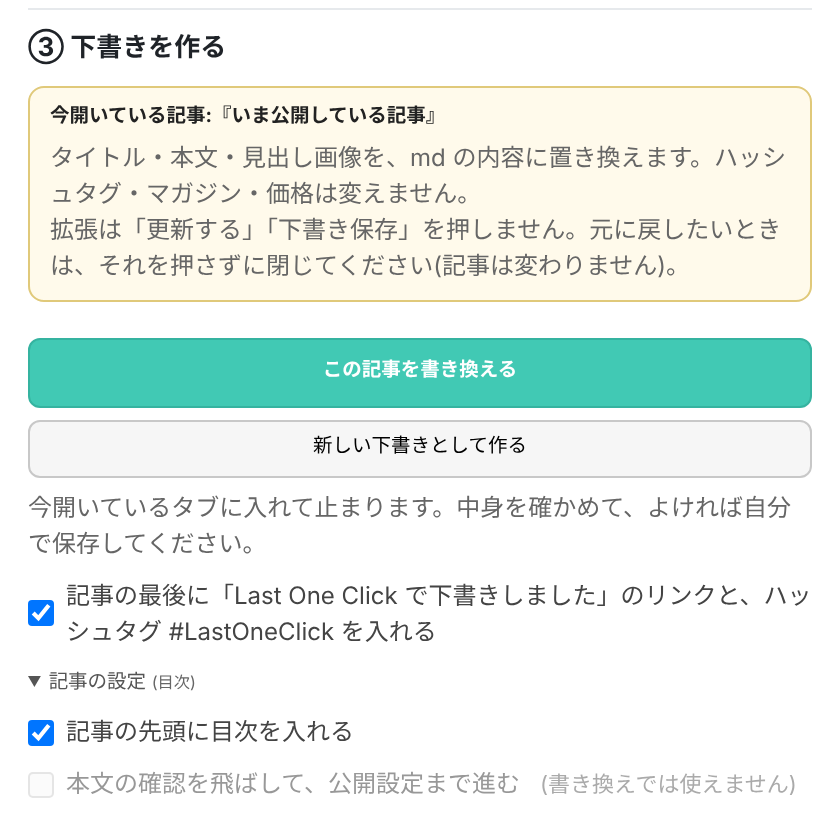 ③ 下書きを作る
今開いている記事:『いま公開している記事』
タイトル・本文・見出し画像を、md の内容に置き換えます。ハッシ
ュタグ・マガジン・価格は変えません。
拡張は「更新する」「下書き保存」を押しません。元に戻したいとき
は、それを押さずに閉じてください(記事は変わりません)。
この記事を書き換える
新しい下書きとして作る
今開いているタブに入れて止まります。中身を確かめて、よければ自分
で保存してください。
記事の最後に「Last One Click で下書きしました」のリンクと、ハッ
シュタグ #LastOneClick を入れる
▼ 記事の設定 (目次)
記事の先頭に目次を入れる
本文の確認を飛ばして、公開設定まで進む (書き換えでは使えません)